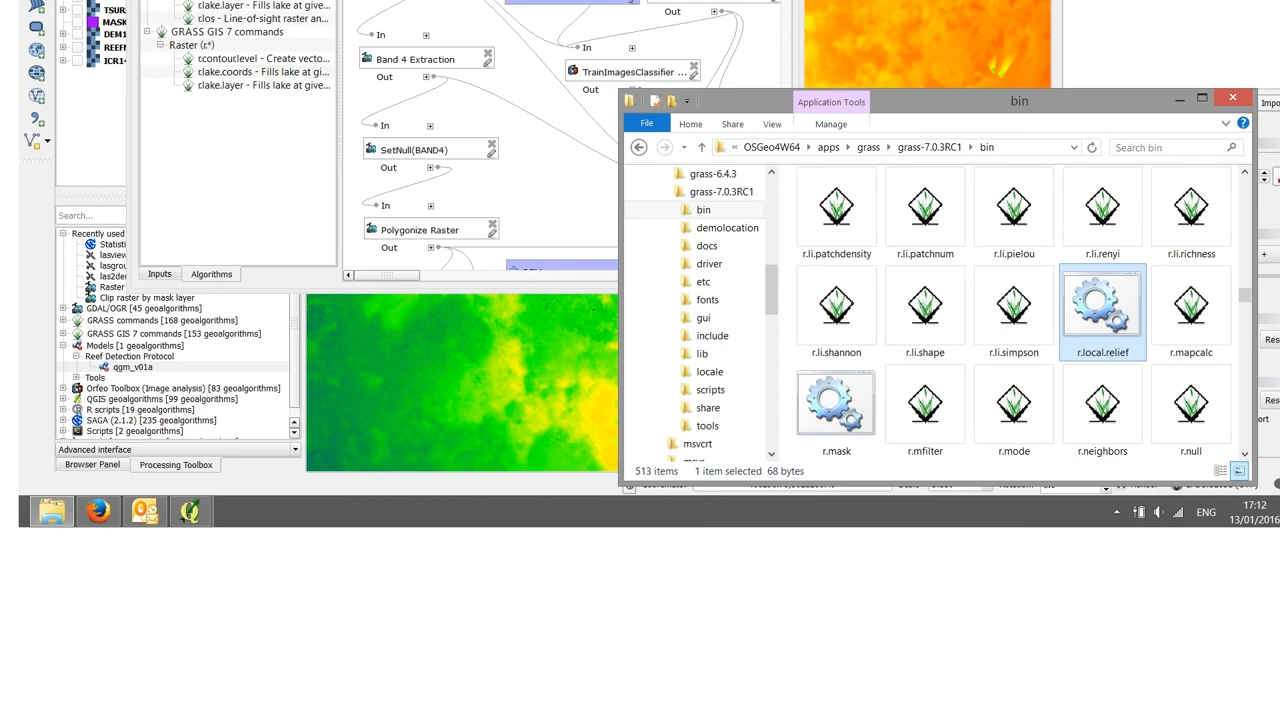 TSUR
MASK
DEM1
REEFM
ICR14
r.lake.layer - Fills lake at give...
r.los - Line-of-sight raster an...
GRASS GIS 7 commands
Raster (r.*)
r.contour.level - Create vecto...
r.lake.coords - Fills lake at gi...
r.lake.layer - Fills lake at give...
Inputs
Algorithms
In
Band 4 Extraction
Out
In
SetNull(BAND4)
Out
In
Polygonize Raster
Out
Out
In
TrainImagesClassifier ...
Out
Search...
Recently used
Statisti
lasview
lasgrou
las2de
Raster
Clip raster by mask layer
GDAL/OGR [45 geoalgorithms]
GRASS commands [168 geoalgorithms]
GRASS GIS 7 commands [153 geoalgorithms]
Models [1 geoalgorithms]
Reef Detection Protocol
qgm_v01a
Tools
Orfeo Toolbox (Image analysis) [83 geoalgorithms]
QGIS geoalgorithms [99 geoalgorithms]
R scripts [19 geoalgorithms]
SAGA (2.1.2) [235 geoalgorithms]
Scripts [2 geoalgorithms]
Advanced interface
Browser Panel
Processing Toolbox
Application Tools
bin
File
Home
Share
View
Manage
« OSGeo4W64 apps grass grass-7.0.3RC1 bin
Search bin
grass-6.4.3
grass-7.0.3RC1
bin
demolocation
docs
driver
etc
fonts
gui
include
lib
locale
scripts
share
tools
msvcrt
r.li.patchdensity
r.li.patchnum
r.li.pielou
r.li.renyi
r.li.richness
r.li.shannon
r.li.shape
r.li.simpson
r.local.relief
r.mapcalc
r.mask
r.mfilter
r.mode
r.neighbors
r.null
513 items
1 item selected 68 bytes
Impo
Res
Res
ort
ENG
17:12
13/01/2016